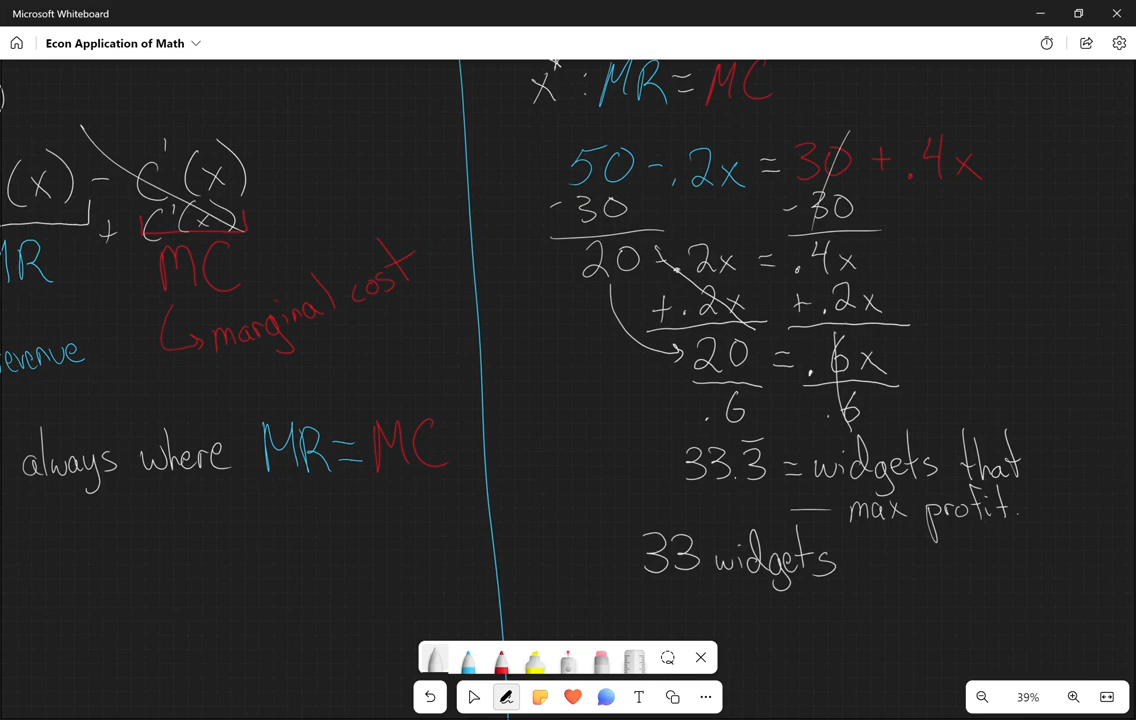 Microsoft Whiteboard
Econ Application of Math
)
(x) - C'(x)
+ C'(x)
MR
MC
↳ marginal cost
revenue
always where MR = MC
x* : MR = MC
50 - .2x = 30 + .4x
-30 -30
20 - .2x = .4x
+ .2x + .2x
20 = .6x
.6 .6
33.3̅ = widgets that
max profit.
33 widgets
T
39%